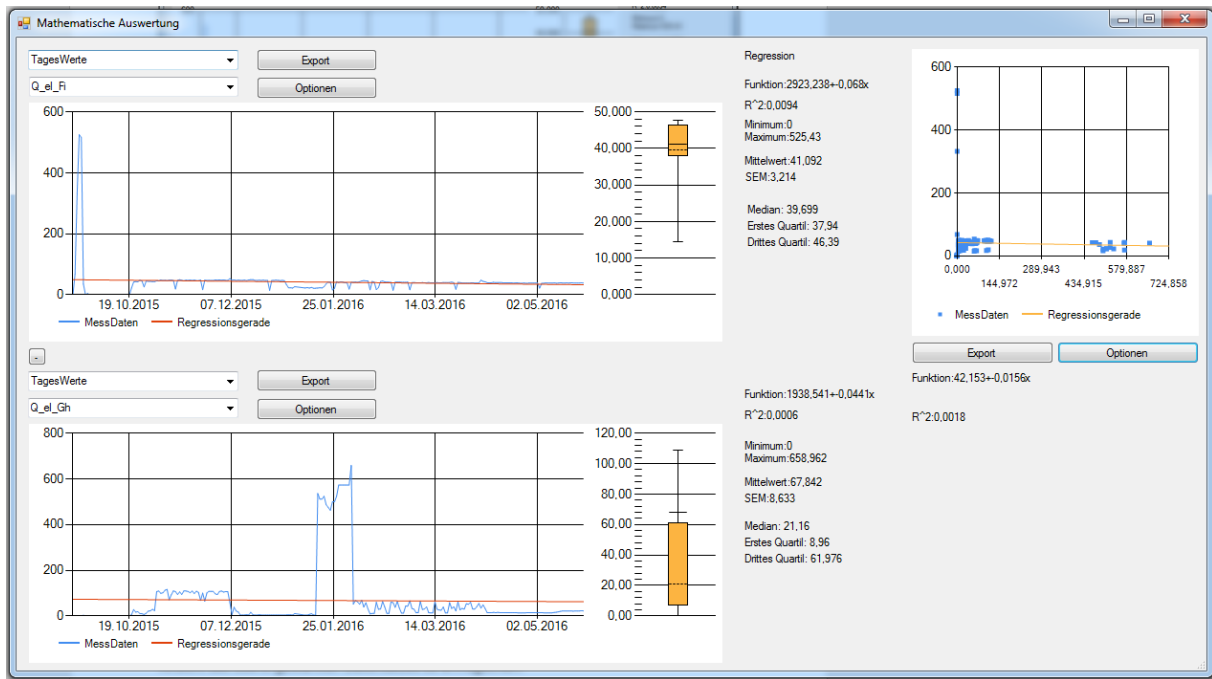 Mathematische Auswertung
TagesWerte
Export
Q_el_Fi
Optionen
600
400
200
0
19.10.2015 07.12.2015 25.01.2016 14.03.2016 02.05.2016
MessDaten Regressionsgerade
50,000
40,000
30,000
20,000
10,000
0,000
Regression
Funktion:2923,238+-0,068x
R^2:0,0094
Minimum:0
Maximum:525,43
Mittelwert:41,092
SEM:3,214
Median: 39,699
Erstes Quartil: 37,94
Drittes Quartil: 46,39
600
400
200
0
0,000 289,943 579,887
144,972 434,915 724,858
MessDaten Regressionsgerade
Export
Optionen
Funktion:42,153+-0,0156x
R^2:0,0018
-
TagesWerte
Export
Q_el_Gh
Optionen
800
600
400
200
0
19.10.2015 07.12.2015 25.01.2016 14.03.2016 02.05.2016
MessDaten Regressionsgerade
120,00
100,00
80,00
60,00
40,00
20,00
0,00
Funktion:1938,541+-0,0441x
R^2:0,0006
Minimum:0
Maximum:658,962
Mittelwert:67,842
SEM:8,633
Median: 21,16
Erstes Quartil: 8,96
Drittes Quartil: 61,976